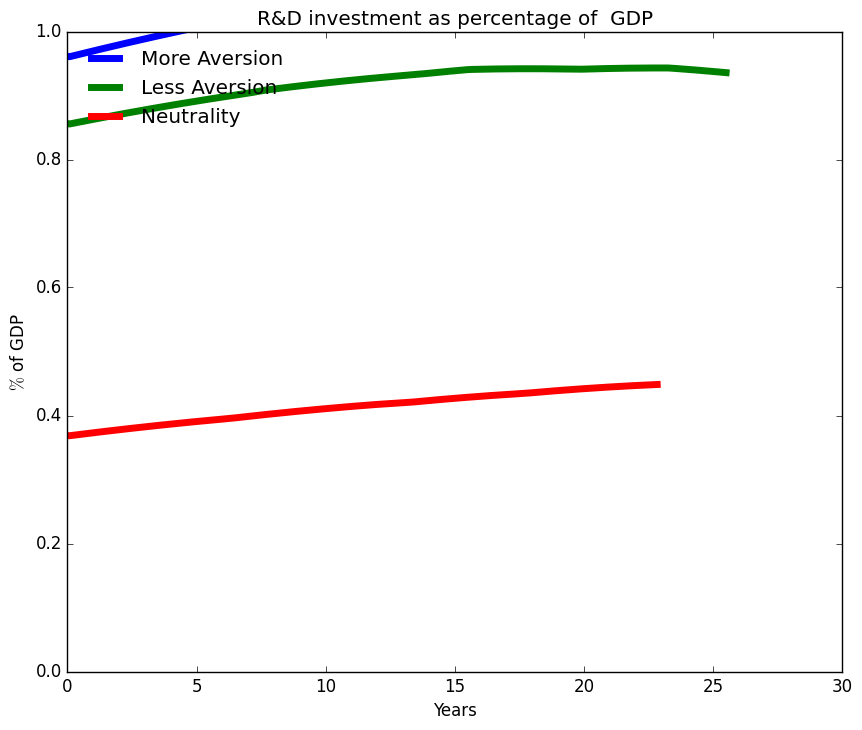 R&D investment as percentage of  GDP
More Aversion
Less Aversion
Neutrality
1.0
0.8
0.6
0.4
0.2
0.0
% of GDP
0 5 10 15 20 25 30
Years